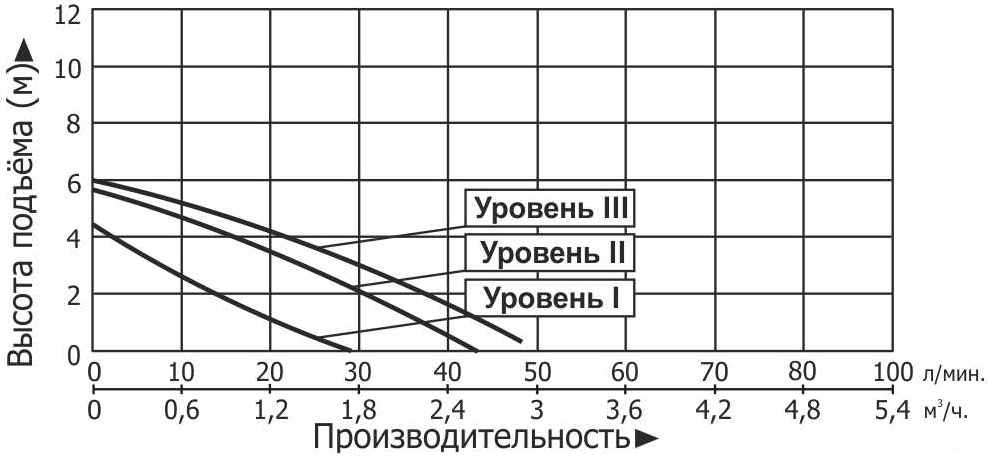 Высота подъёма (м)
12
10
8
6
4
2
0
Уровень III
Уровень II
Уровень I
0 10 20 30 40 50 60 70 80 100 л/мин.
0 0,6 1,2 1,8 2,4 3 3,6 4,2 4,8 5,4 м³/ч.
Производительность